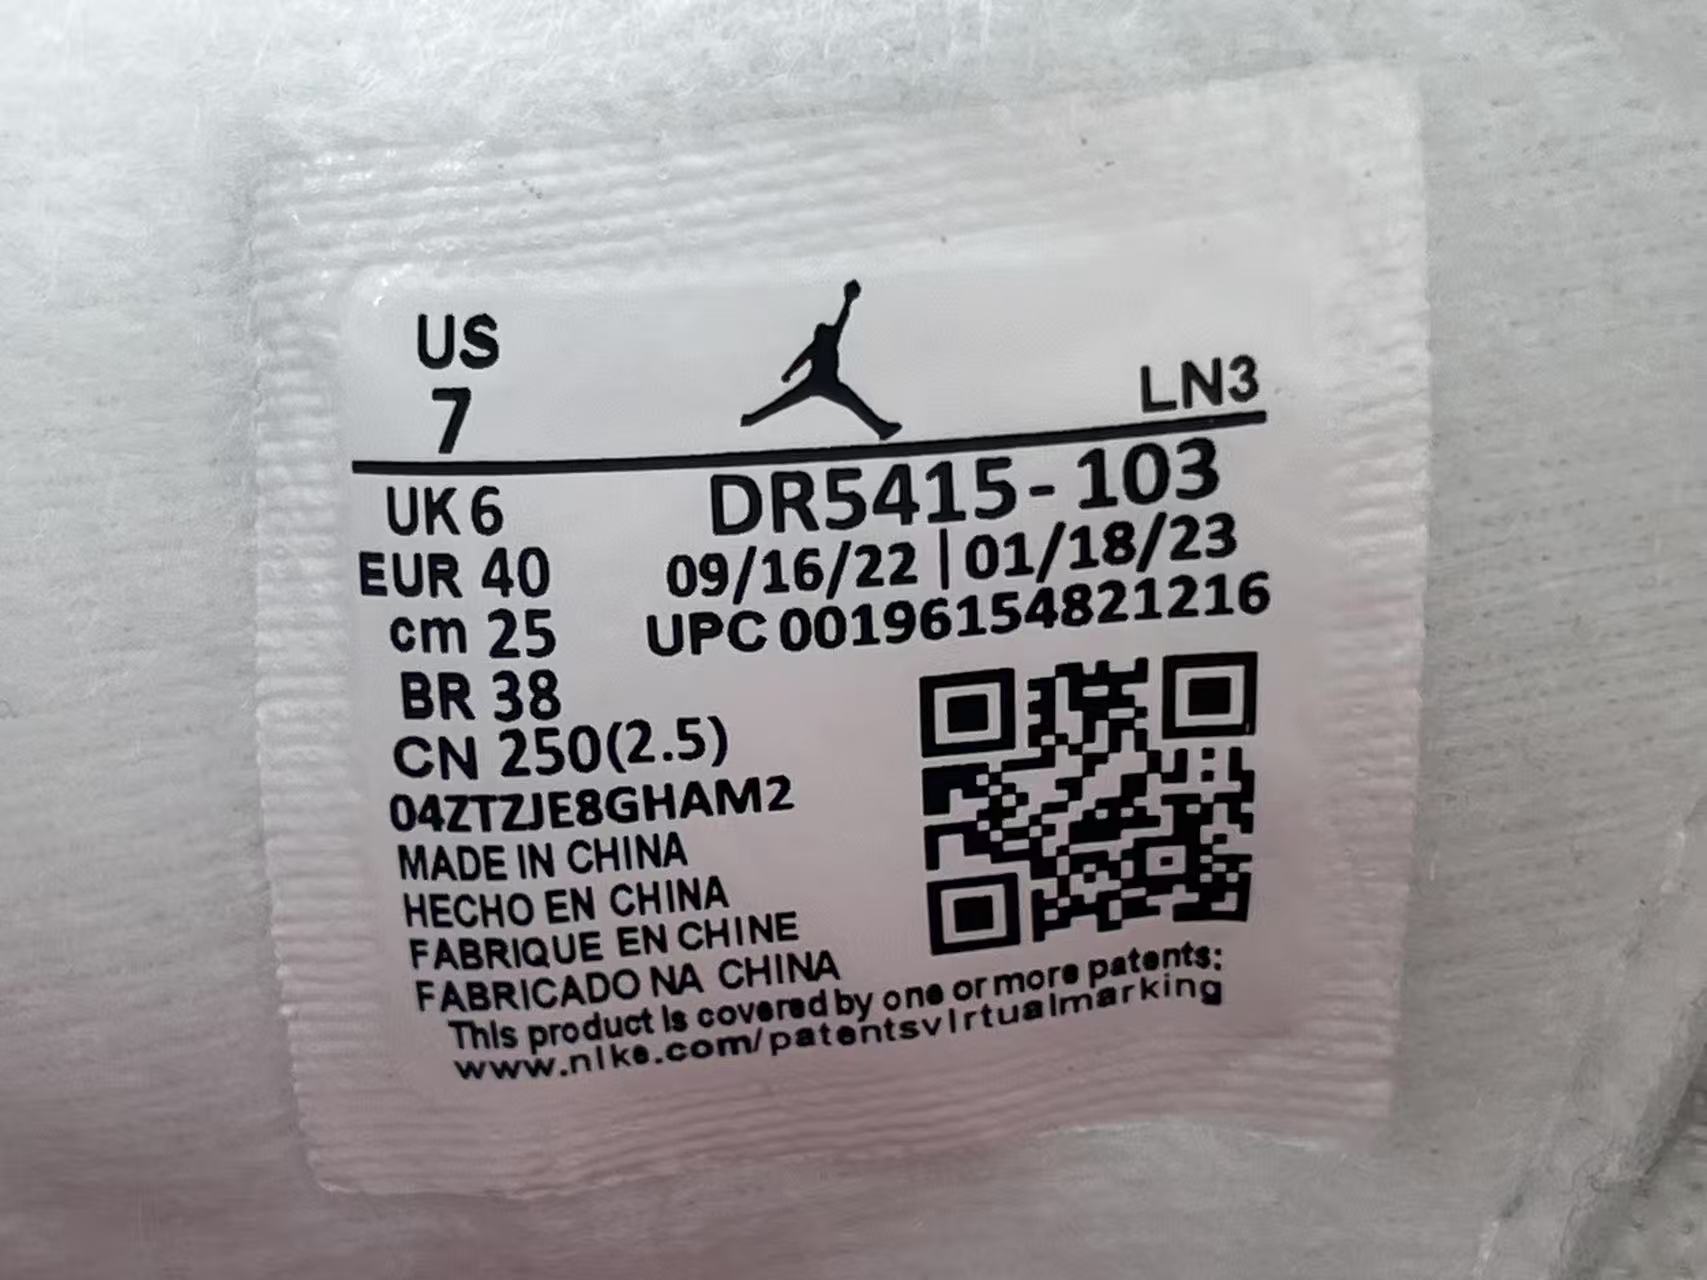 US
7
LN3
UK 6
DR5415-103
EUR 40
09/16/22 | 01/18/23
cm 25
UPC 00196154821216
BR 38
CN 250(2.5)
04ZTZJE8GHAM2
MADE IN CHINA
HECHO EN CHINA
FABRIQUE EN CHINE
FABRICADO NA CHINA
This product is covered by one or more patents:
www.nike.com/patentsvirtualmarking